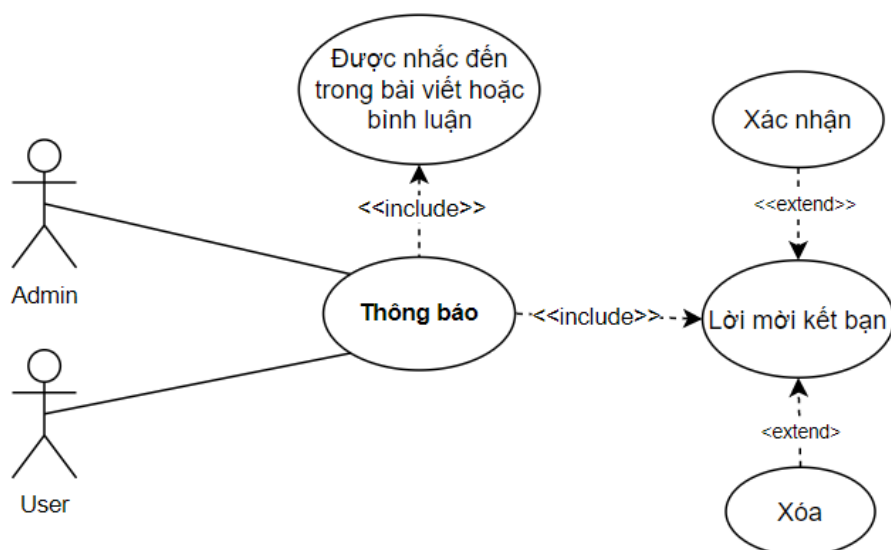 Được nhắc đến
trong bài viết hoặc
bình luận
Xác nhận
<<include>>
<<extend>>
Admin
Thông báo
<<include>>
Lời mời kết bạn
<extend>
User
Xóa